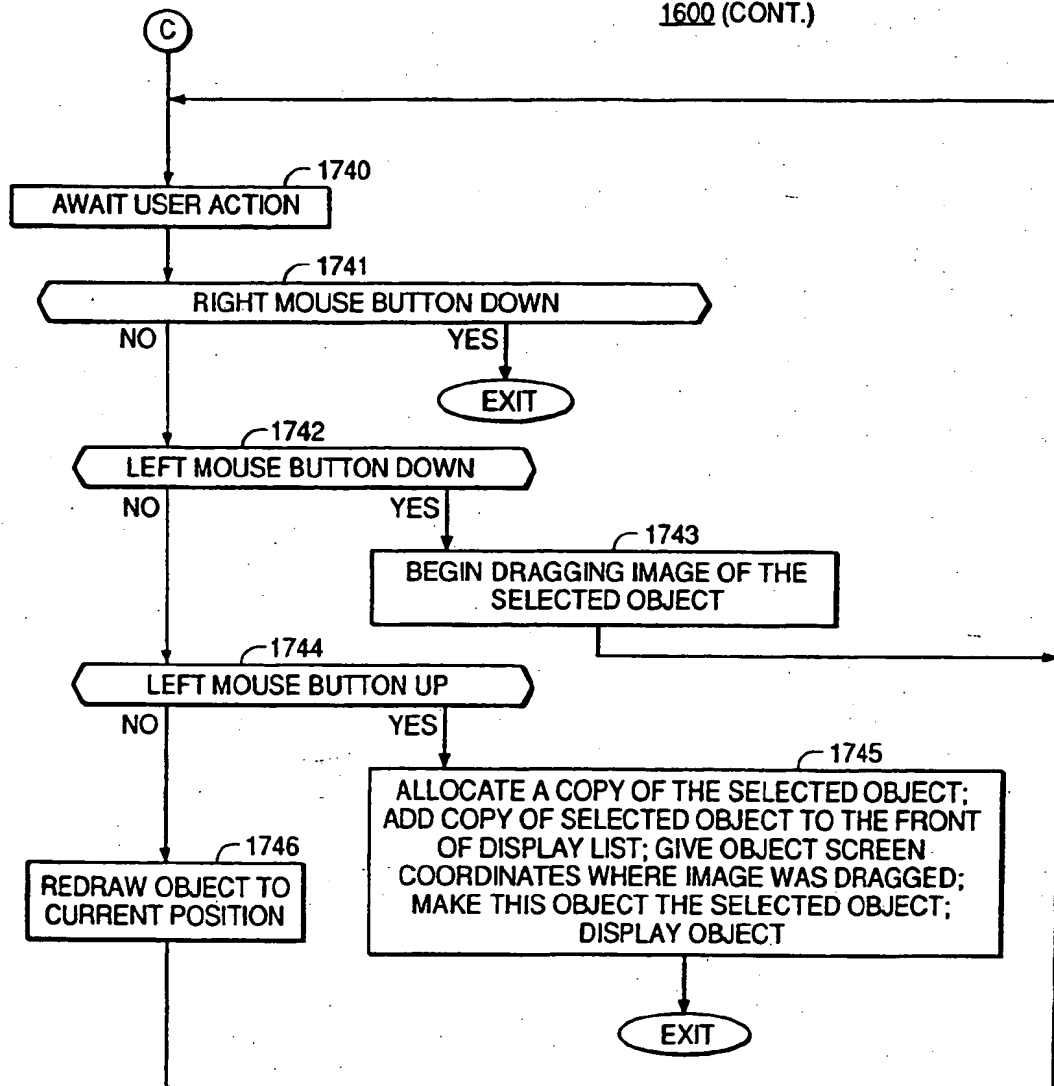 1600 (CONT.)
C
1740
AWAIT USER ACTION
1741
RIGHT MOUSE BUTTON DOWN
NO
YES
EXIT
1742
LEFT MOUSE BUTTON DOWN
NO
YES
1743
BEGIN DRAGGING IMAGE OF THE
SELECTED OBJECT
1744
LEFT MOUSE BUTTON UP
NO
YES
1745
ALLOCATE A COPY OF THE SELECTED OBJECT;
ADD COPY OF SELECTED OBJECT TO THE FRONT
OF DISPLAY LIST; GIVE OBJECT SCREEN
COORDINATES WHERE IMAGE WAS DRAGGED;
MAKE THIS OBJECT THE SELECTED OBJECT;
DISPLAY OBJECT
1746
REDRAW OBJECT TO
CURRENT POSITION
EXIT